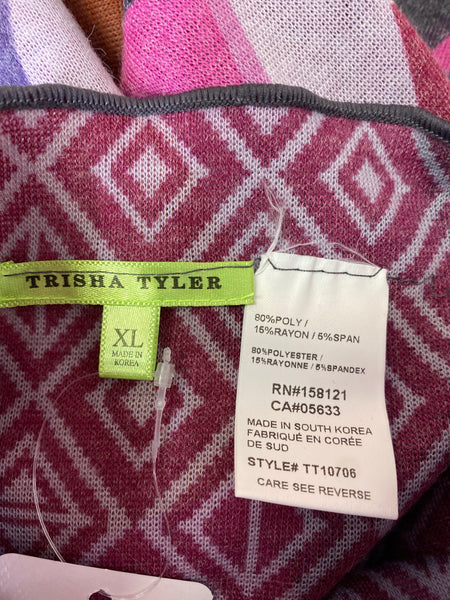 TRISHA TYLER
XL
MADE IN
KOREA
80%POLY /
15%RAYON / 5%SPAN
80%POLYESTER /
15%RAYONNE / 5%SPANDEX
RN#158121
CA#05633
MADE IN SOUTH KOREA
FABRIQUÉ EN CORÉE
DE SUD
STYLE# TT10706
CARE SEE REVERSE